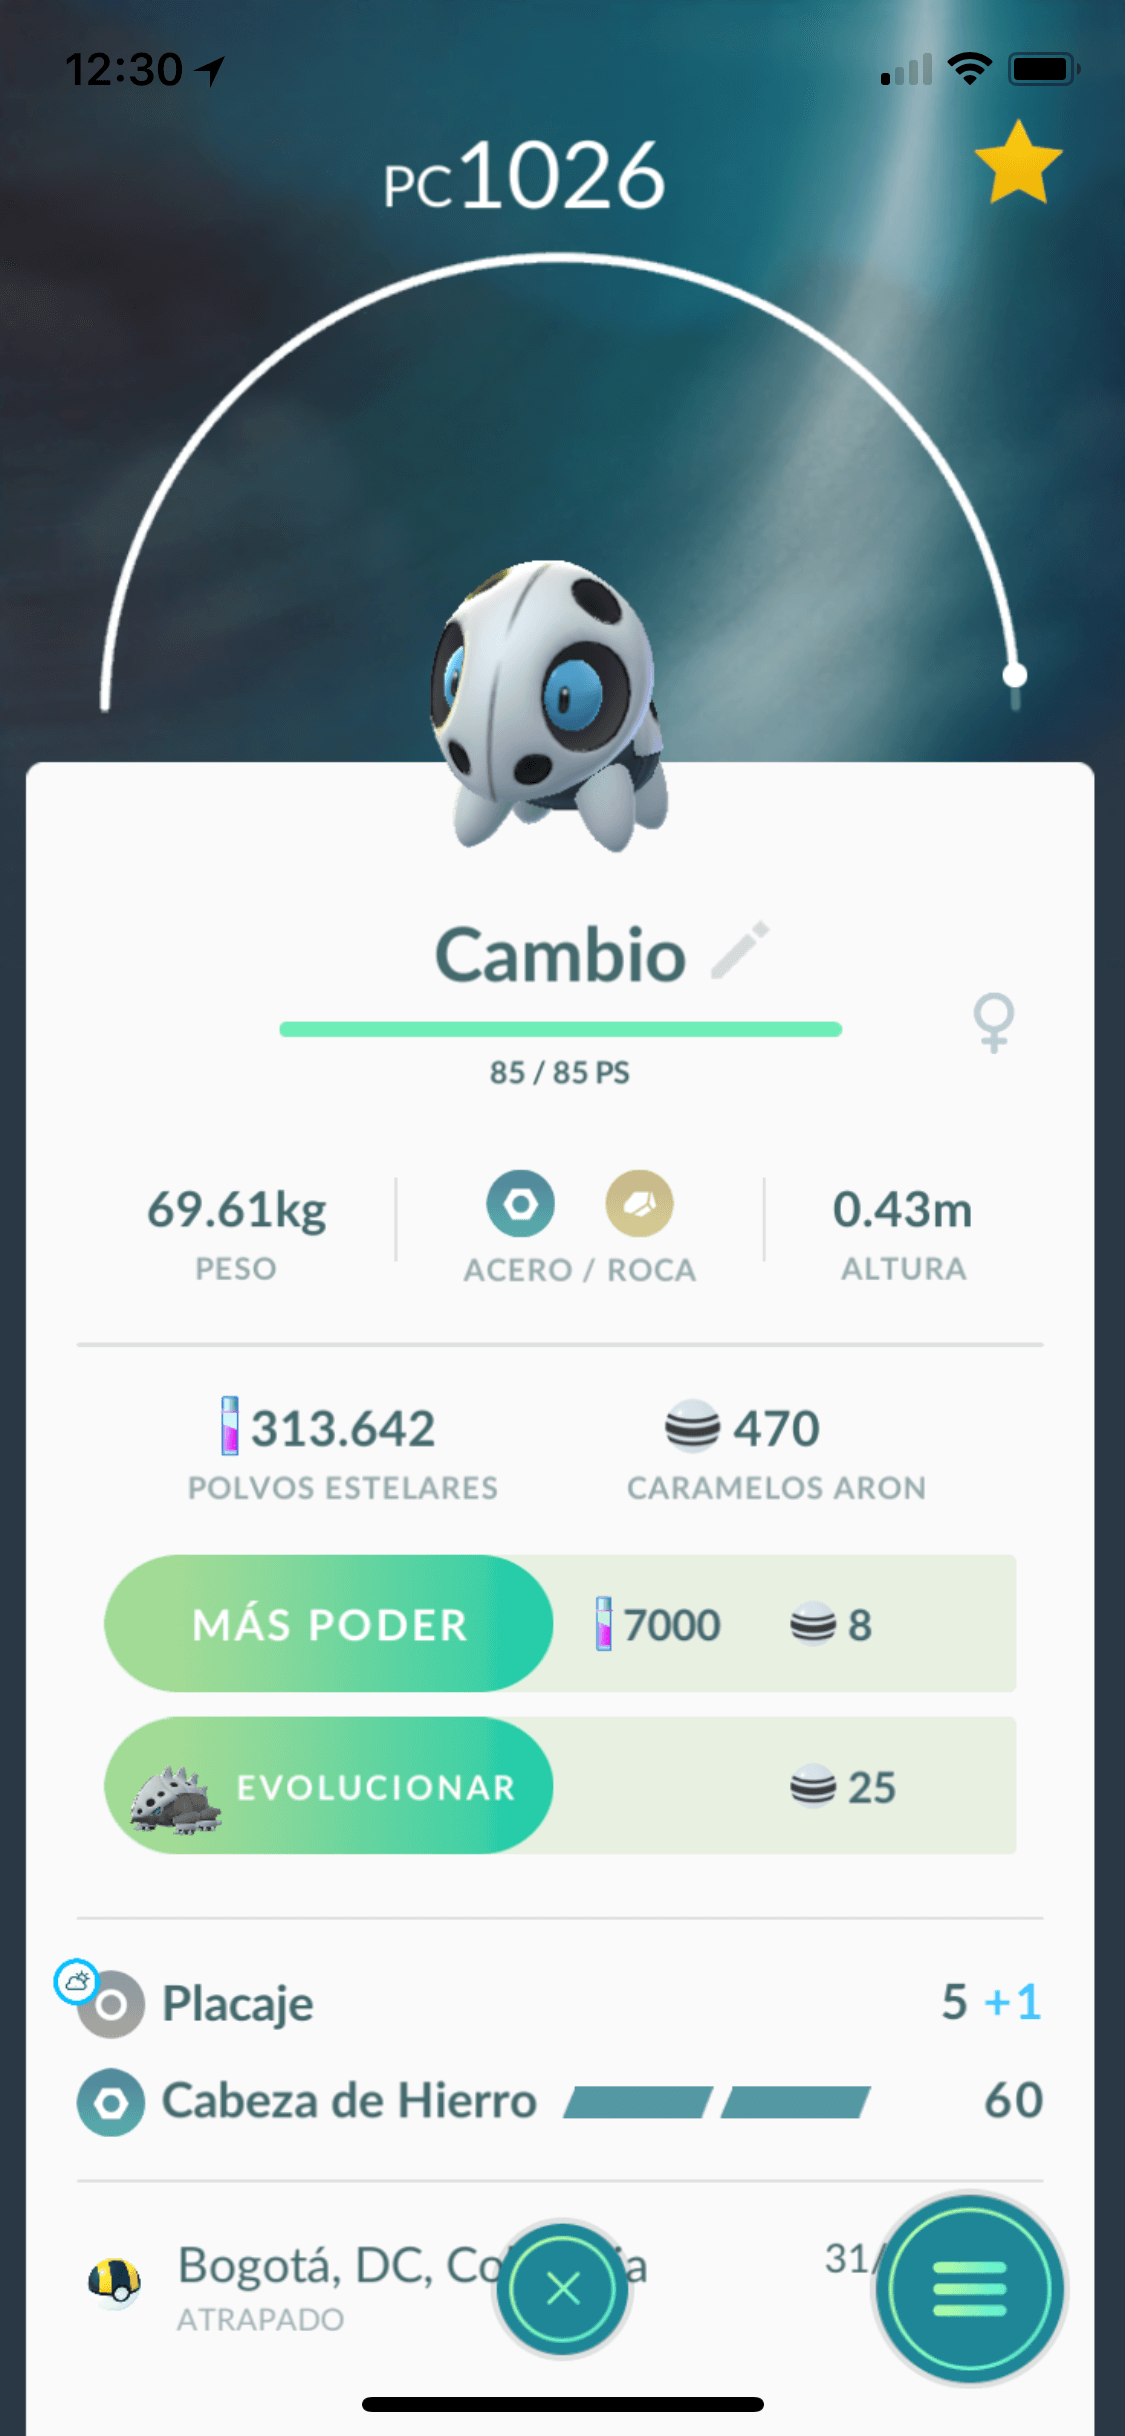 12:30
PC1026
Cambio
85 / 85 PS
69.61kg
PESO
ACERO / ROCA
0.43m
ALTURA
313.642
POLVOS ESTELARES
470
CARAMELOS ARON
MÁS PODER 7000 8
EVOLUCIONAR 25
Placaje 5 +1
Cabeza de Hierro 60
Bogotá, DC,
31/
ATRAPADO